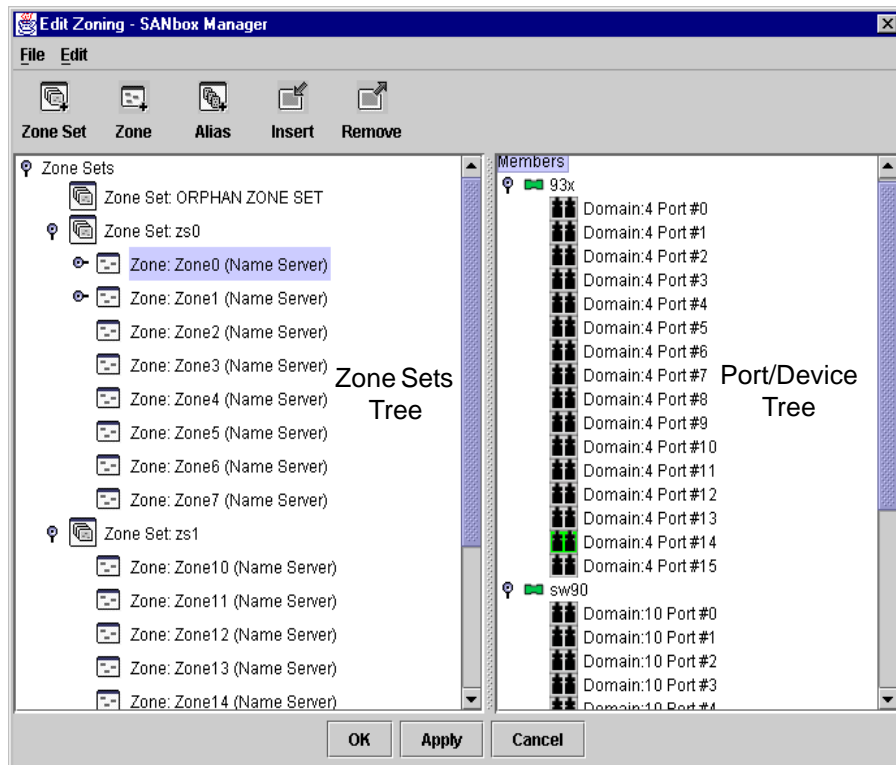 Edit Zoning - SANbox Manager
File Edit
Zone Set Zone Alias Insert Remove
Zone Sets
Zone Set: ORPHAN ZONE SET
Zone Set: zs0
Zone: Zone0 (Name Server)
Zone: Zone1 (Name Server)
Zone: Zone2 (Name Server)
Zone: Zone3 (Name Server)
Zone: Zone4 (Name Server)
Zone: Zone5 (Name Server)
Zone: Zone6 (Name Server)
Zone: Zone7 (Name Server)
Zone Set: zs1
Zone: Zone10 (Name Server)
Zone: Zone11 (Name Server)
Zone: Zone12 (Name Server)
Zone: Zone13 (Name Server)
Zone: Zone14 (Name Server)
Zone Sets
Tree
Members
93x
Domain:4 Port #0
Domain:4 Port #1
Domain:4 Port #2
Domain:4 Port #3
Domain:4 Port #4
Domain:4 Port #5
Domain:4 Port #6
Domain:4 Port #7
Domain:4 Port #8
Domain:4 Port #9
Domain:4 Port #10
Domain:4 Port #11
Domain:4 Port #12
Domain:4 Port #13
Domain:4 Port #14
Domain:4 Port #15
sw90
Domain:10 Port #0
Domain:10 Port #1
Domain:10 Port #2
Domain:10 Port #3
Domain:10 Port #4
Port/Device
Tree
OK Apply Cancel